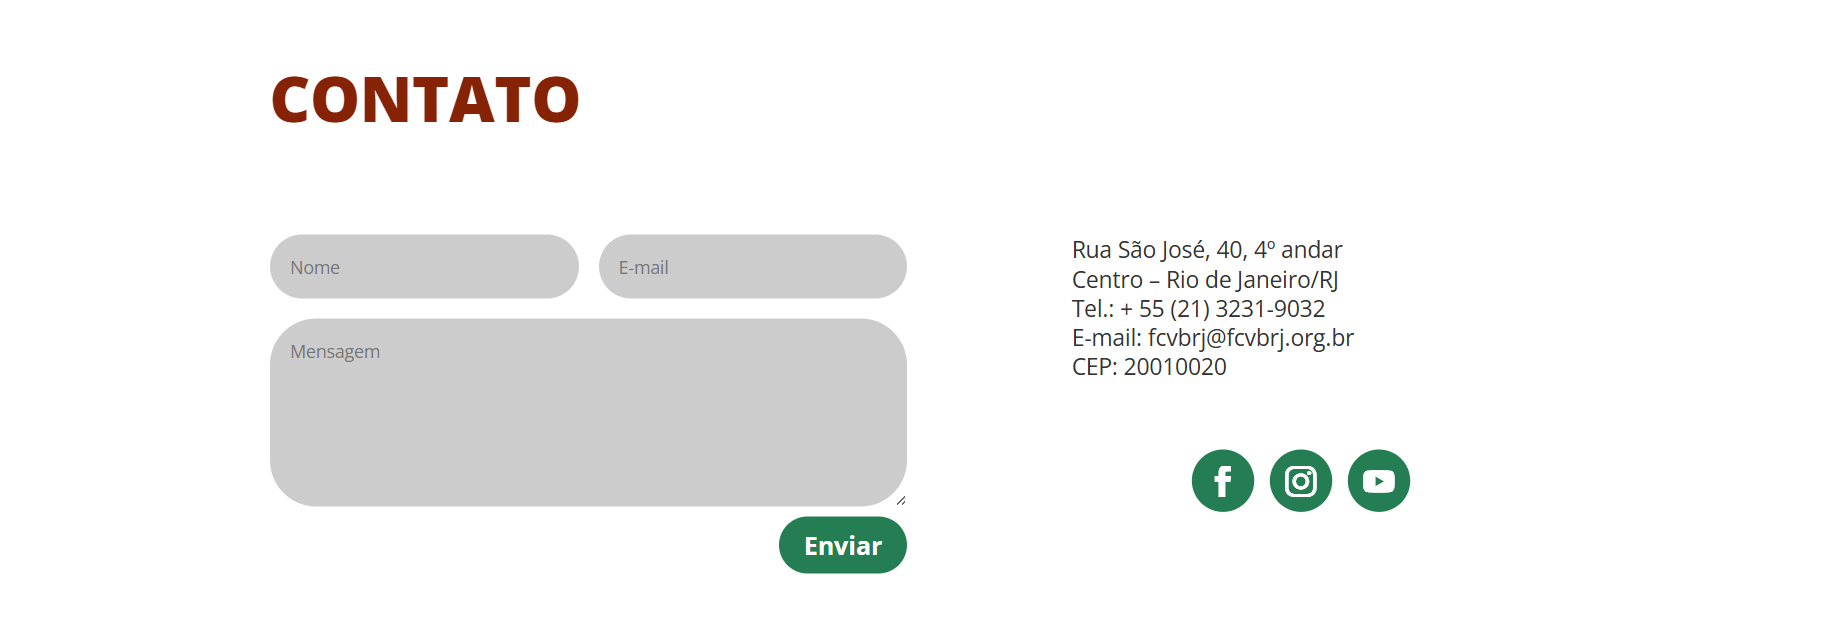 CONTATO
Nome
E-mail
Mensagem
Enviar
Rua São José, 40, 4º andar
Centro – Rio de Janeiro/RJ
Tel.: + 55 (21) 3231-9032
E-mail: fcvbrj@fcvbrj.org.br
CEP: 20010020